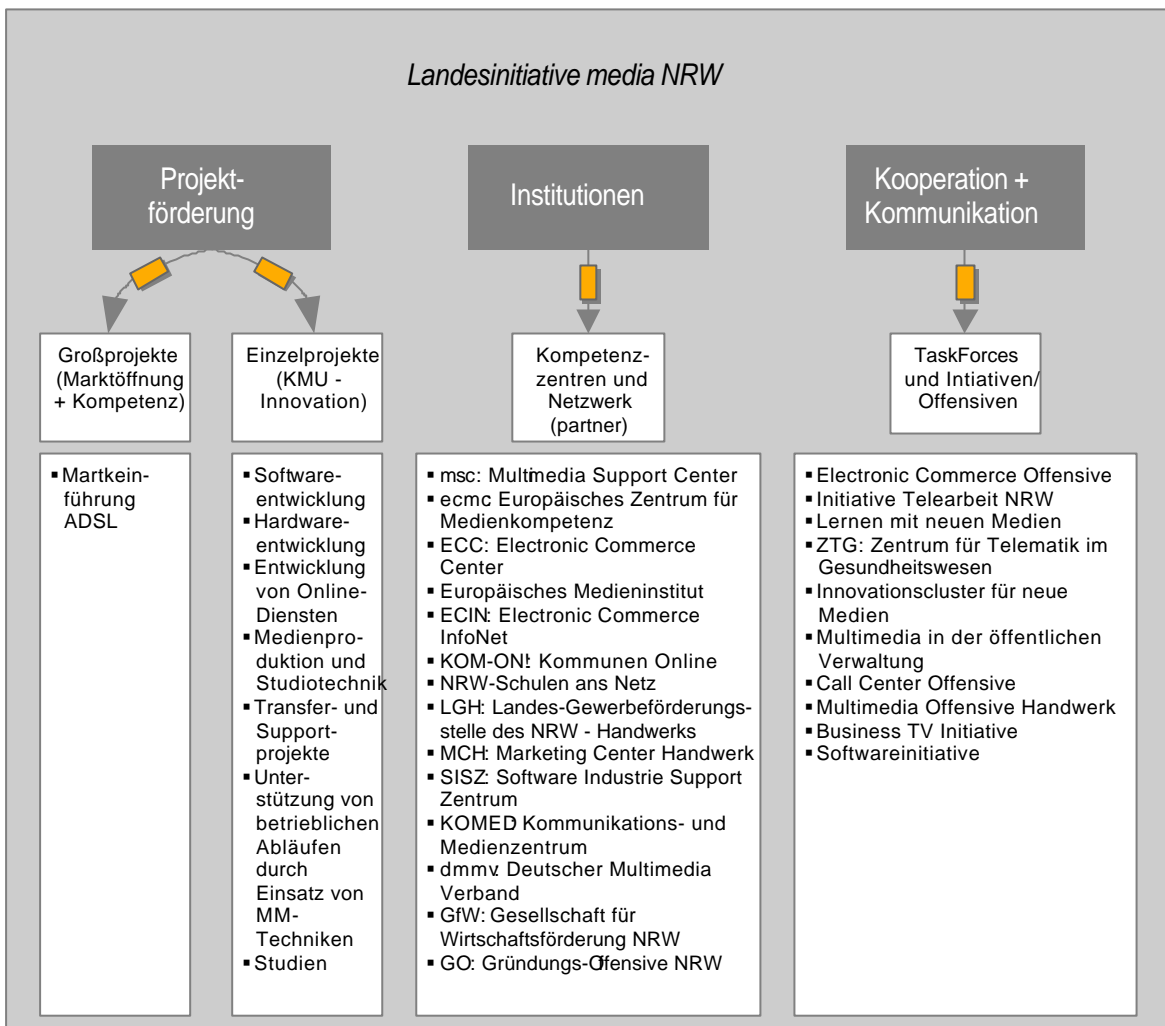 Landesinitiative media NRW
Projekt-
förderung
Institutionen
Kooperation +
Kommunikation
Großprojekte
(Marktöffnung
+ Kompetenz)
Einzelprojekte
(KMU -
Innovation)
Kompetenz-
zentren und
Netzwerk
(partner)
TaskForces
und Intiativen/
Offensiven
▪ Martkein-
führung
ADSL
▪ Software-
entwicklung
▪ Hardware-
entwicklung
▪ Entwicklung
von Online-
Diensten
▪ Medienpro-
duktion und
Studiotechnik
▪ Transfer- und
Support-
projekte
▪ Unter-
stützung von
betrieblichen
Abläufen
durch
Einsatz von
MM-
Techniken
▪ Studien
▪ msc: Multimedia Support Center
▪ ecmc: Europäisches Zentrum für
Medienkompetenz
▪ ECC: Electronic Commerce
Center
▪ Europäisches Medieninstitut
▪ ECIN: Electronic Commerce
InfoNet
▪ KOM-ON!: Kommunen Online
▪ NRW-Schulen ans Netz
▪ LGH: Landes-Gewerbeförderungs-
stelle des NRW - Handwerks
▪ MCH: Marketing Center Handwerk
▪ SISZ: Software Industrie Support
Zentrum
▪ KOMED: Kommunikations- und
Medienzentrum
▪ dmmv: Deutscher Multimedia
Verband
▪ GfW: Gesellschaft für
Wirtschaftsförderung NRW
▪ GO: Gründungs-Offensive NRW
▪ Electronic Commerce Offensive
▪ Initiative Telearbeit NRW
▪ Lernen mit neuen Medien
▪ ZTG: Zentrum für Telematik im
Gesundheitswesen
▪ Innovationscluster für neue
Medien
▪ Multimedia in der öffentlichen
Verwaltung
▪ Call Center Offensive
▪ Multimedia Offensive Handwerk
▪ Business TV Initiative
▪ Softwareinitiative